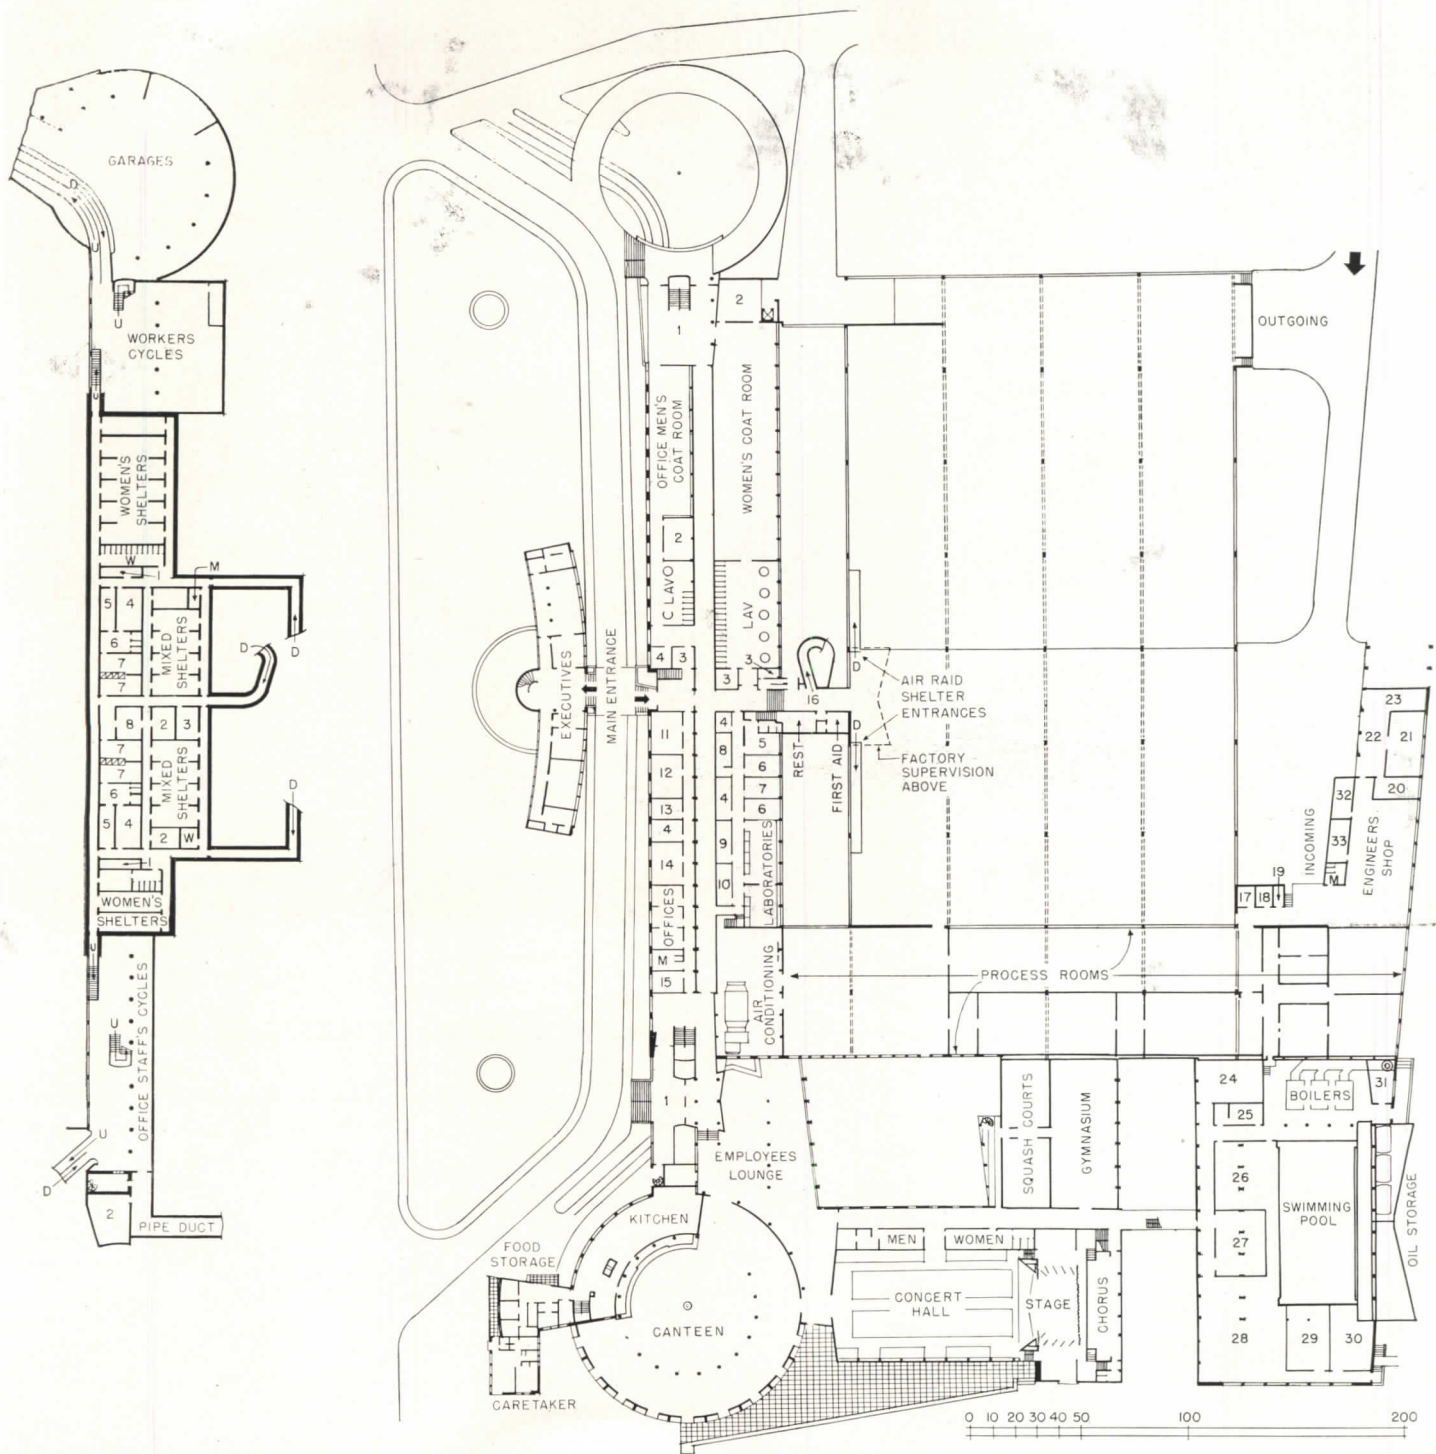 GARAGES
D
U
U
WORKERS
CYCLES
U
WOMEN'S
SHELTERS
W
M
5 4
6
7
7
MIXED
SHELTERS
D
D
8
2 3
7
7
6
MIXED
SHELTERS
D
5 4
2 W
WOMEN'S
SHELTERS
U
U
OFFICE STAFF'S CYCLES
U
D
2
PIPE DUCT
1
2
OFFICE MEN'S
COAT ROOM
WOMEN'S COAT ROOM
2
C LAV
LAV
4 3
3
3
EXECUTIVES
MAIN ENTRANCE
16
D
AIR RAID
SHELTER
ENTRANCES
D
FACTORY
SUPERVISION
ABOVE
REST
FIRST AID
11
12
13
4
14
OFFICES
M
15
4
8
4
9
10
5
6
7
6
LABORATORIES
AIR
CONDITIONING
PROCESS ROOMS
OUTGOING
INCOMING
23
22
21
20
32
33
M
ENGINEERS
SHOP
19
17 18
1
EMPLOYEES
LOUNGE
SQUASH COURTS
GYMNASIUM
24
25
26
27
28
29
30
31
BOILERS
SWIMMING
POOL
OIL STORAGE
KITCHEN
FOOD
STORAGE
CANTEEN
CARETAKER
MEN
WOMEN
CONCERT
HALL
STAGE
CHORUS
0 10 20 30 40 50 100 200